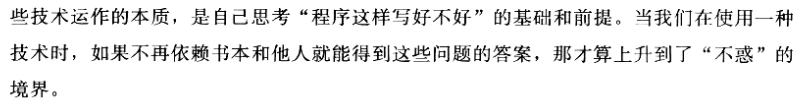 些技术运作的本质，是自己思考“程序这样写好不好”的基础和前提。当我们在使用一种
技术时，如果不再依赖书本和他人就能得到这些问题的答案，那才算上升到了“不惑”的
境界。